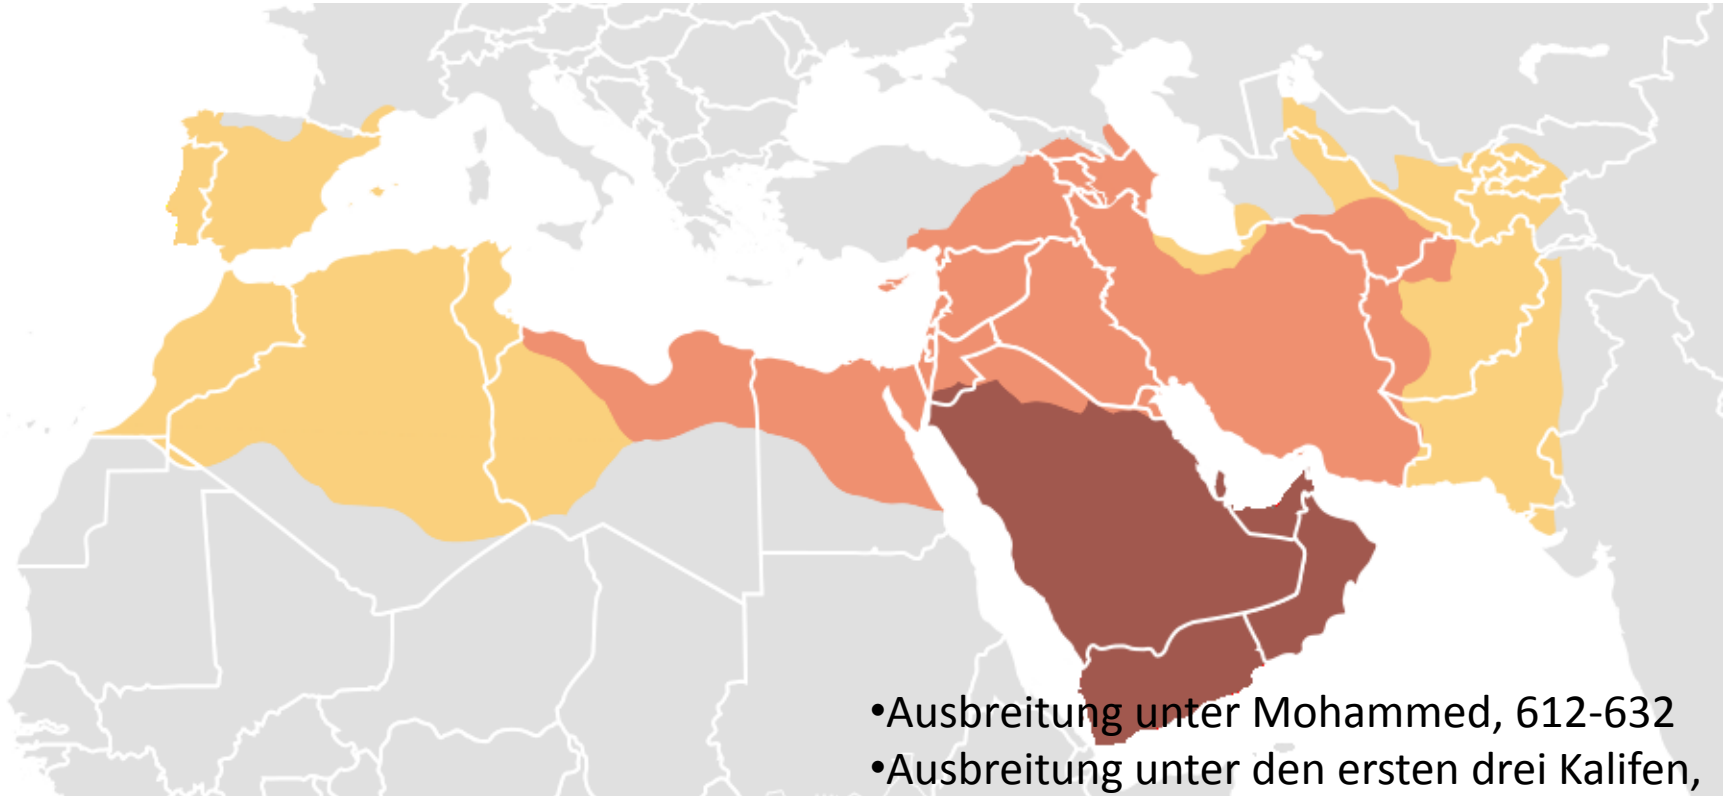 •Ausbreitung unter Mohammed, 612-632
•Ausbreitung unter den ersten drei Kalifen,